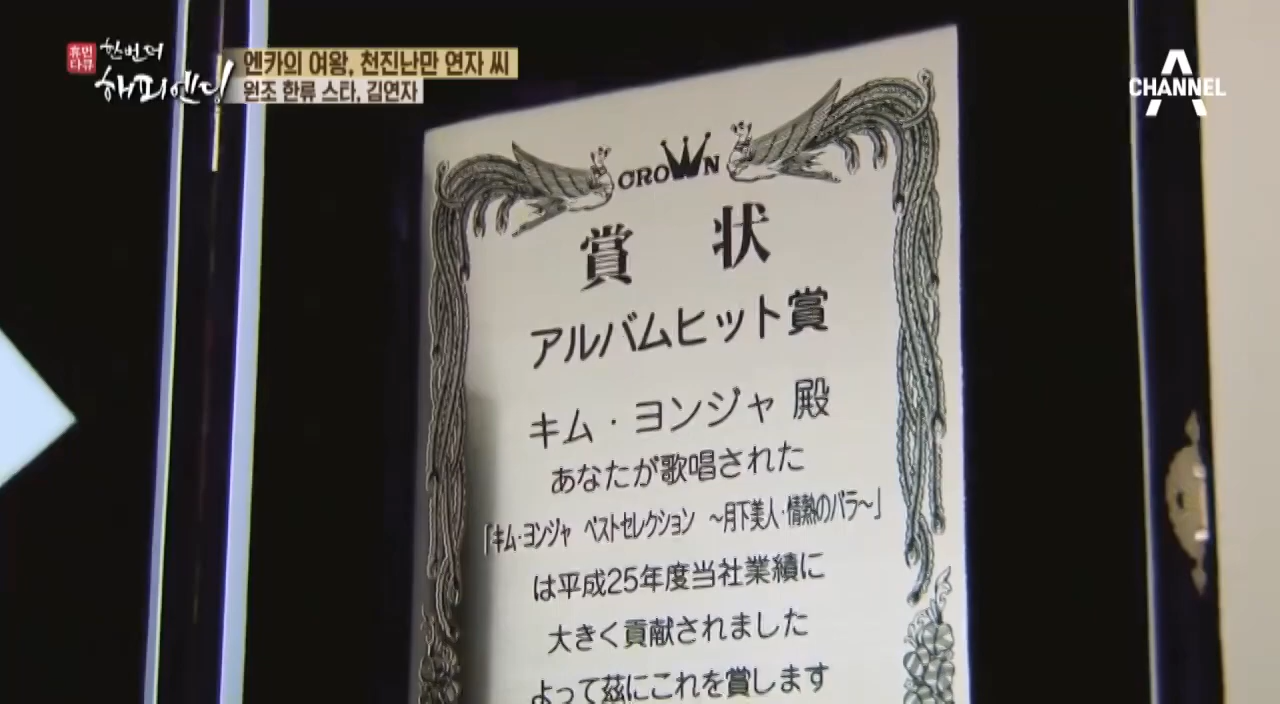 휴먼
다큐
한번더
해피엔딩
엔카의 여왕, 천진난만 연자 씨
원조 한류 스타, 김연자
CHANNEL A
CROWN
賞 状
アルバムヒット賞
キム・ヨンジャ 殿
あなたが歌唱された
「キム・ヨンジャ ベストセレクション ～月下美人・情熱のバラ～」
は平成25年度当社業績に
大きく貢献されました
よって茲にこれを賞します